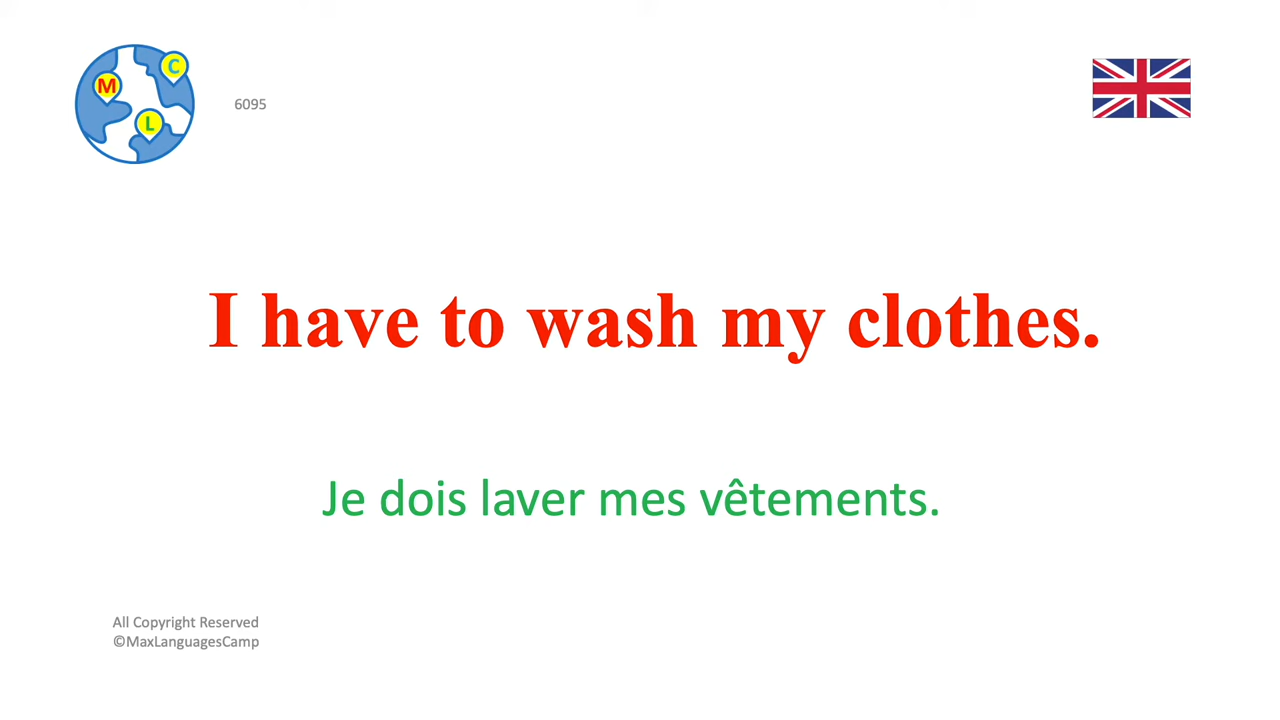 M
C
L
6095
I have to wash my clothes.
Je dois laver mes vêtements.
All Copyright Reserved
©MaxLanguagesCamp